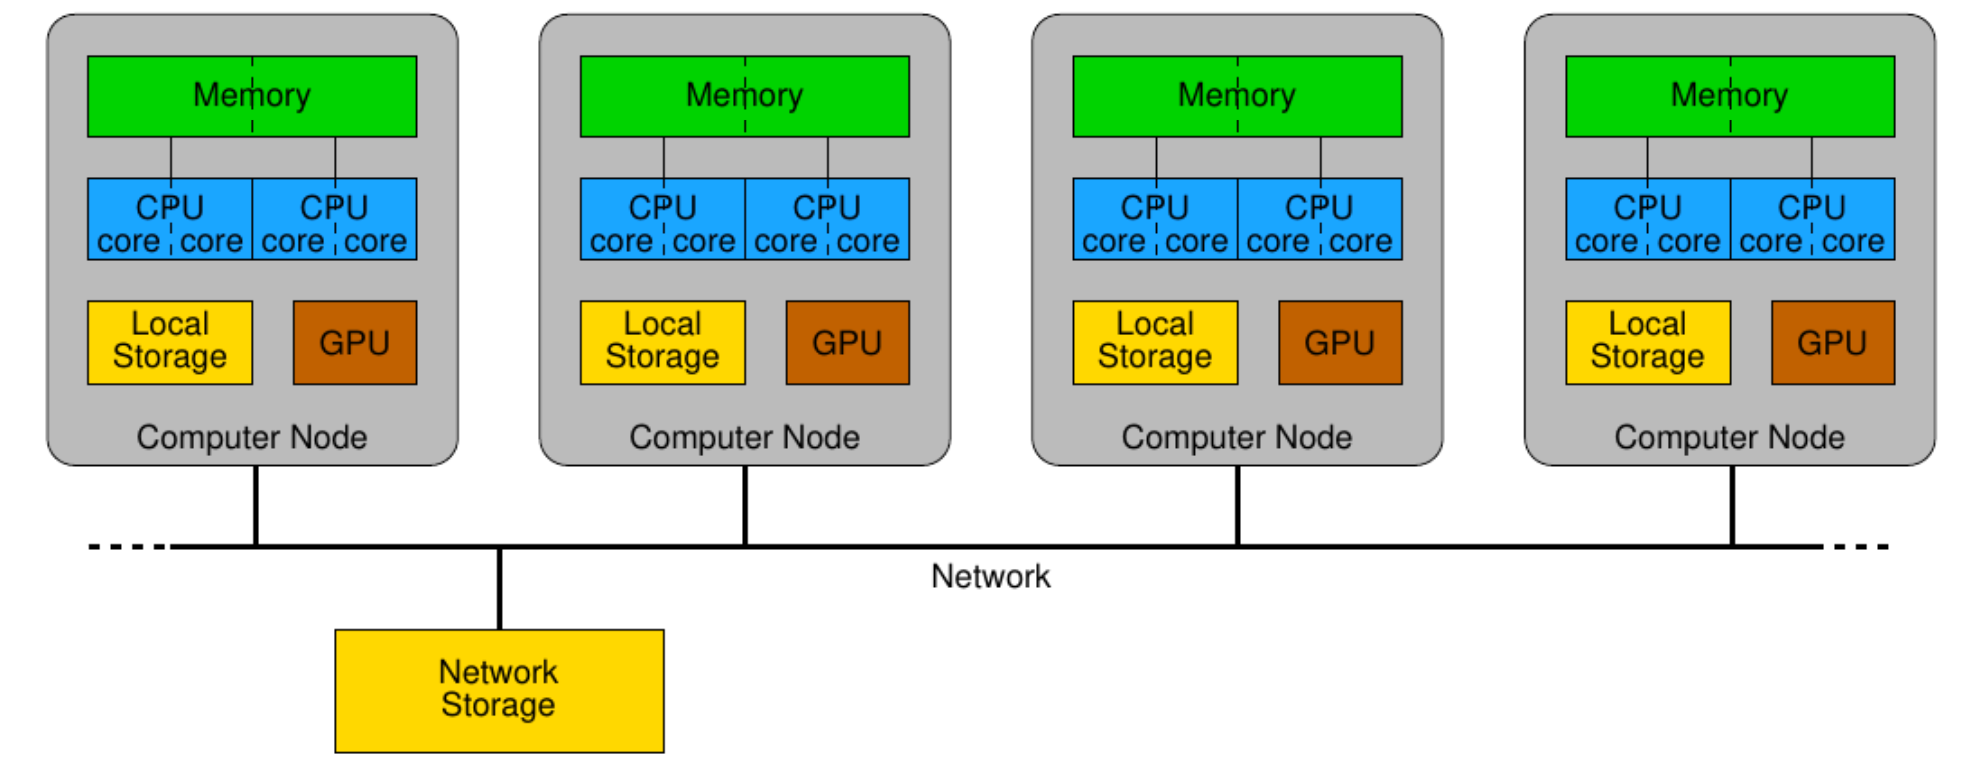 Memory Memory Memory Memory
CPU CPU CPU CPU CPU CPU CPU CPU
core core core core core core core core core core core core core core core core
Local Local Local Local
Storage Storage Storage Storage
GPU GPU GPU GPU
Computer Node Computer Node Computer Node Computer Node
Network
Network
Storage